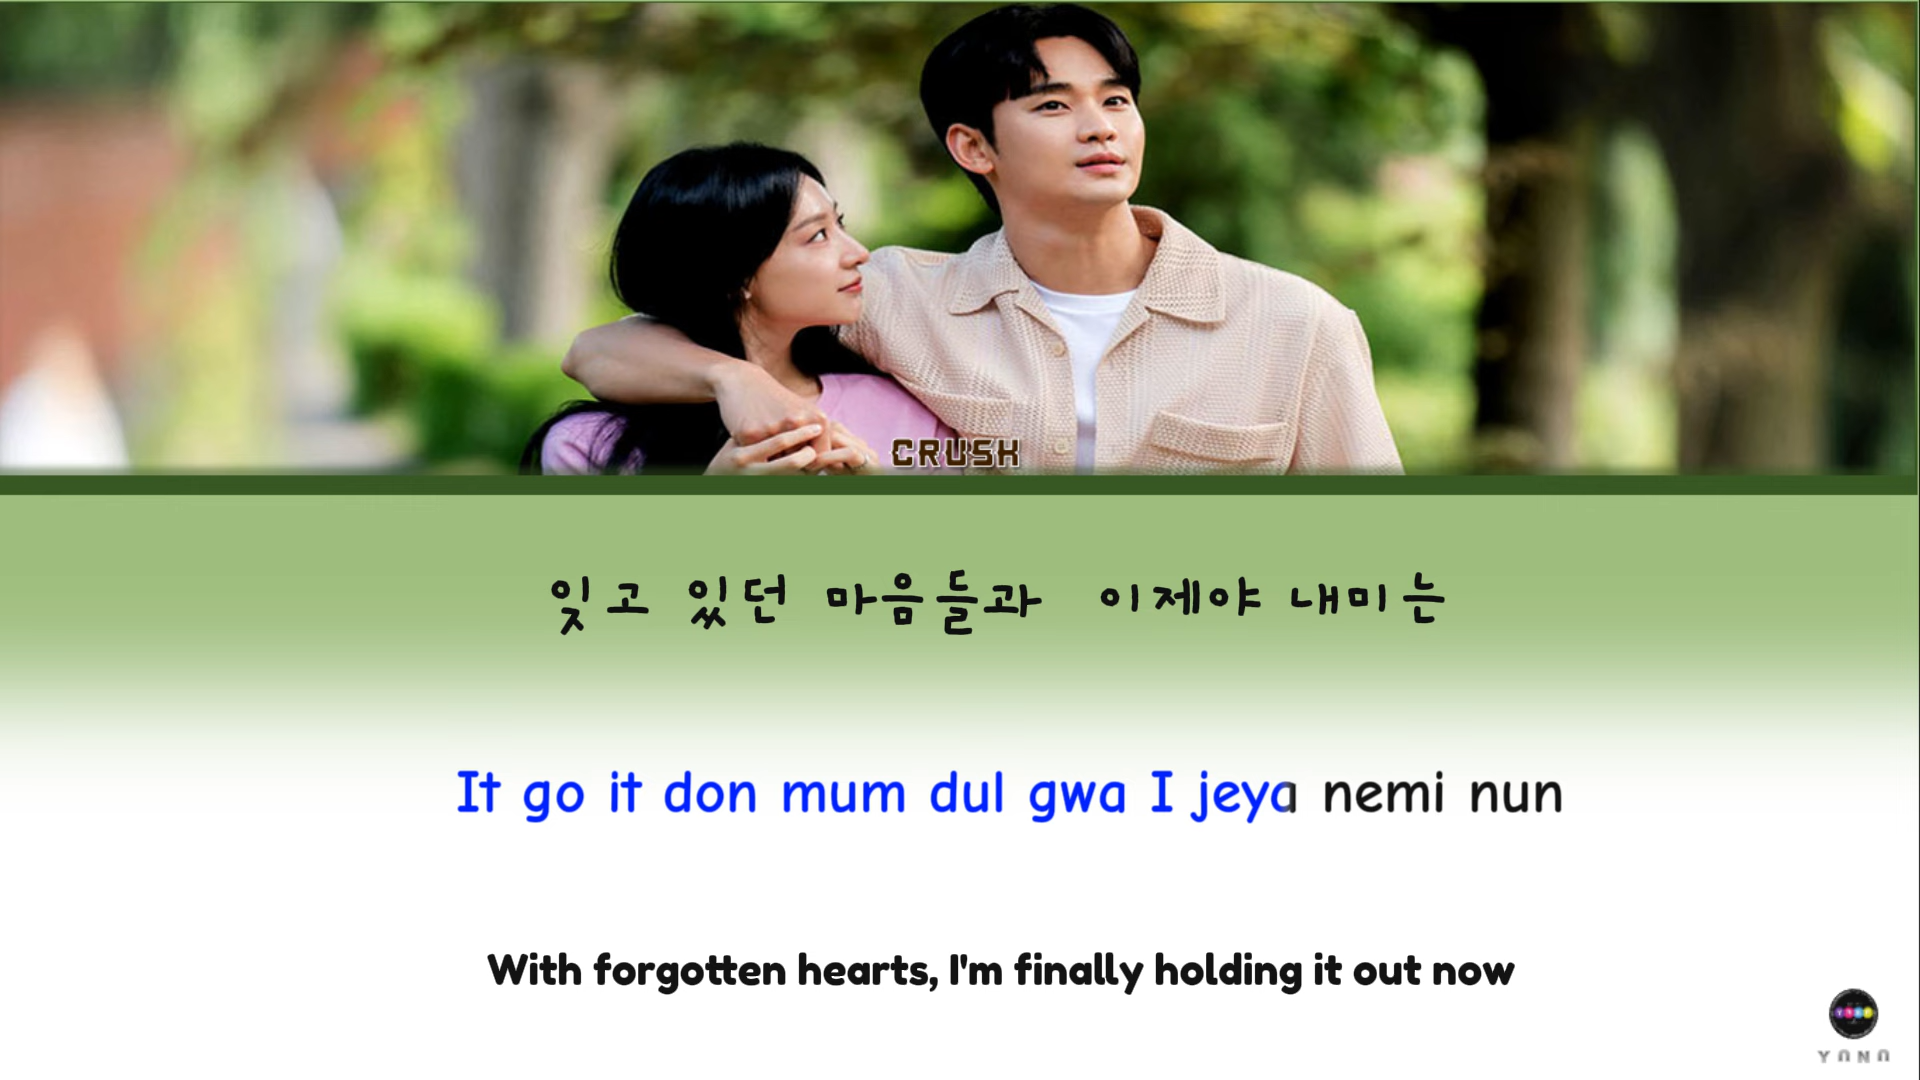 CRUSH
잊고 있던 마음들과 이제야 내미는
It go it don mum dul gwa I jeya nemi nun
With forgotten hearts, I'm finally holding it out now
YANA